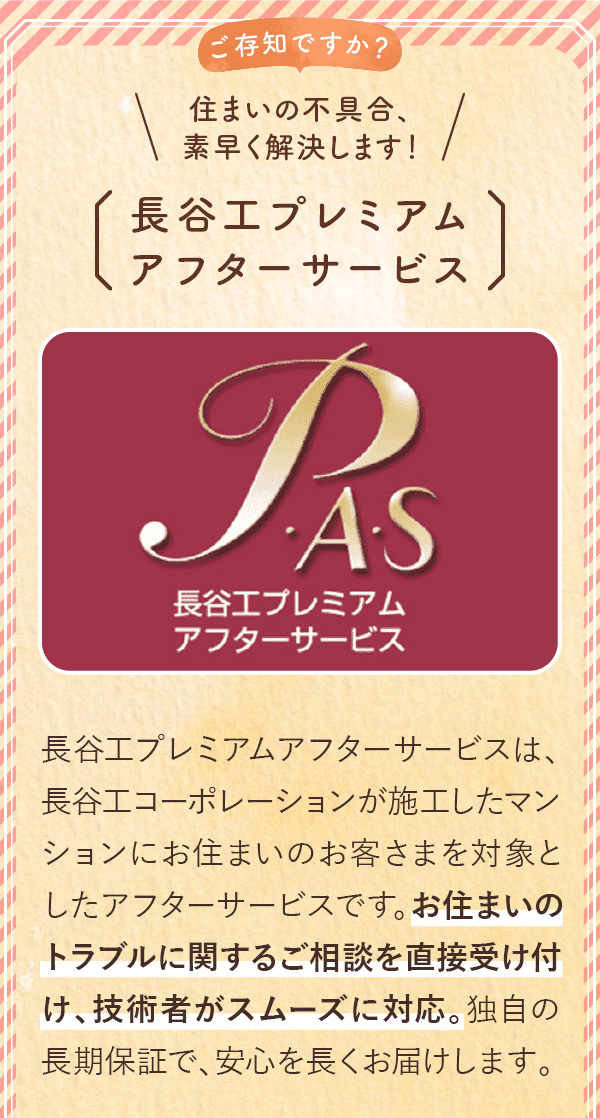 ご存知ですか?
住まいの不具合、
素早く解決します!
長谷工プレミアム
アフターサービス
P・A・S
長谷工プレミアム
アフターサービス
長谷工プレミアムアフターサービスは、
長谷工コーポレーションが施工したマン
ションにお住まいのお客さまを対象と
したアフターサービスです。お住まいの
トラブルに関するご相談を直接受け付
け、技術者がスムーズに対応。独自の
長期保証で、安心を長くお届けします。